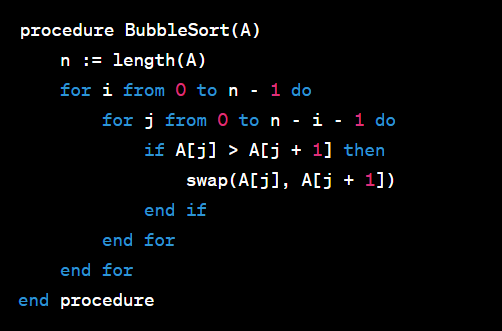 procedure BubbleSort(A)
    n := length(A)
    for i from 0 to n - 1 do
        for j from 0 to n - i - 1 do
            if A[j] > A[j + 1] then
                swap(A[j], A[j + 1])
            end if
        end for
    end for
end procedure